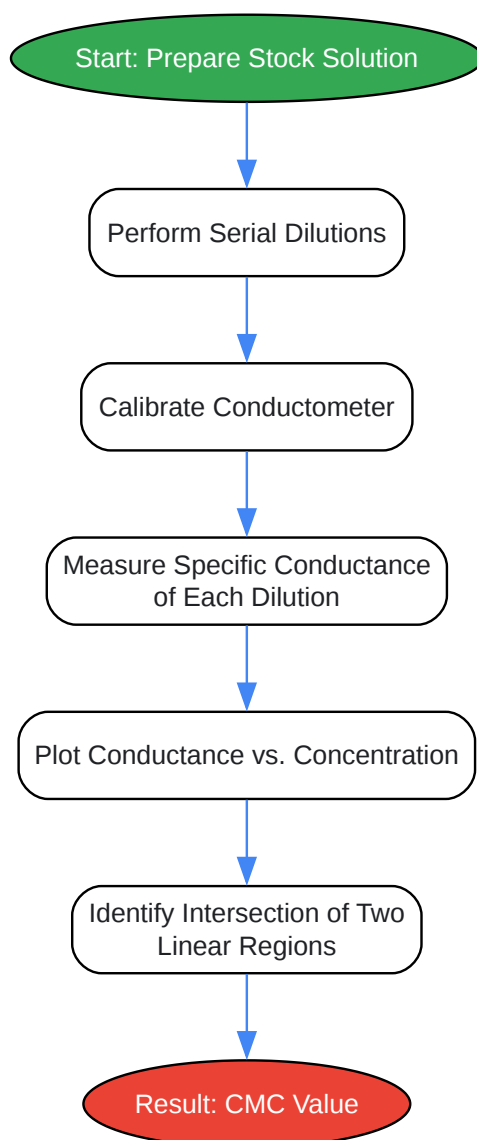 Start: Prepare Stock Solution
Perform Serial Dilutions
Calibrate Conductometer
Measure Specific Conductance
of Each Dilution
Plot Conductance vs. Concentration
Identify Intersection of Two
Linear Regions
Result: CMC Value